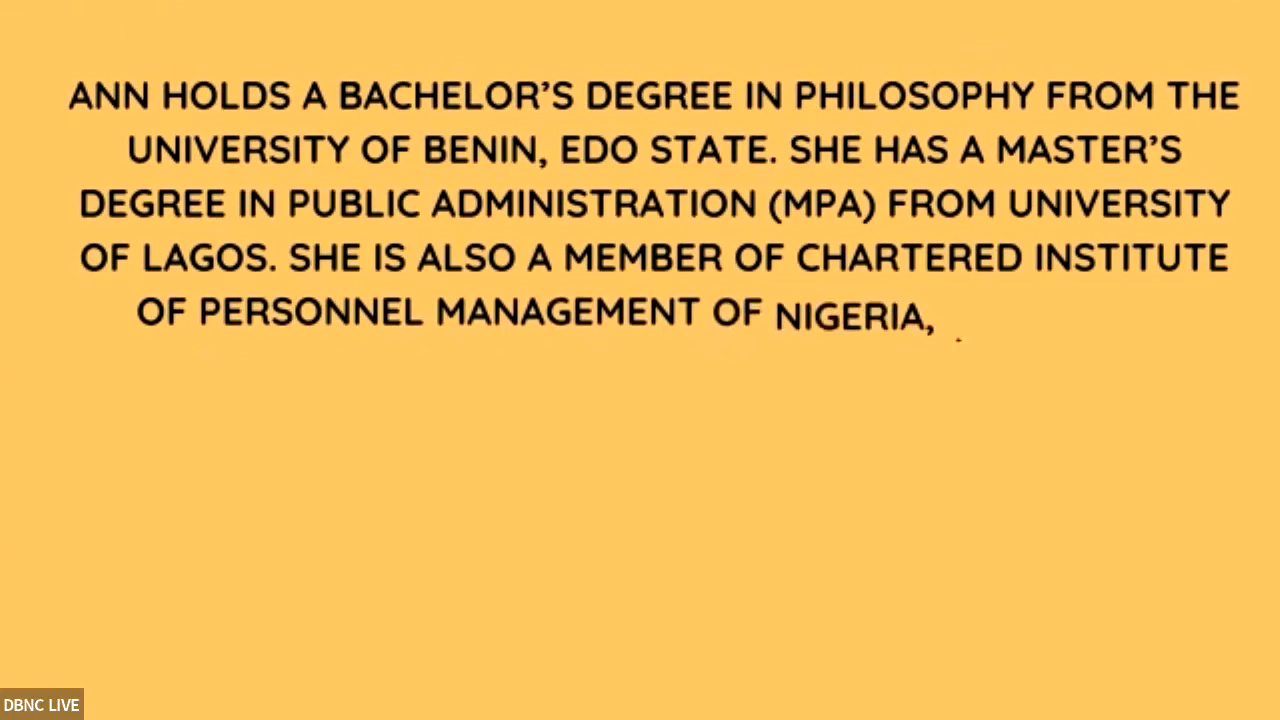 ANN HOLDS A BACHELOR’S DEGREE IN PHILOSOPHY FROM THE
UNIVERSITY OF BENIN, EDO STATE. SHE HAS A MASTER’S
DEGREE IN PUBLIC ADMINISTRATION (MPA) FROM UNIVERSITY
OF LAGOS. SHE IS ALSO A MEMBER OF CHARTERED INSTITUTE
OF PERSONNEL MANAGEMENT OF NIGERIA,
DBNC LIVE